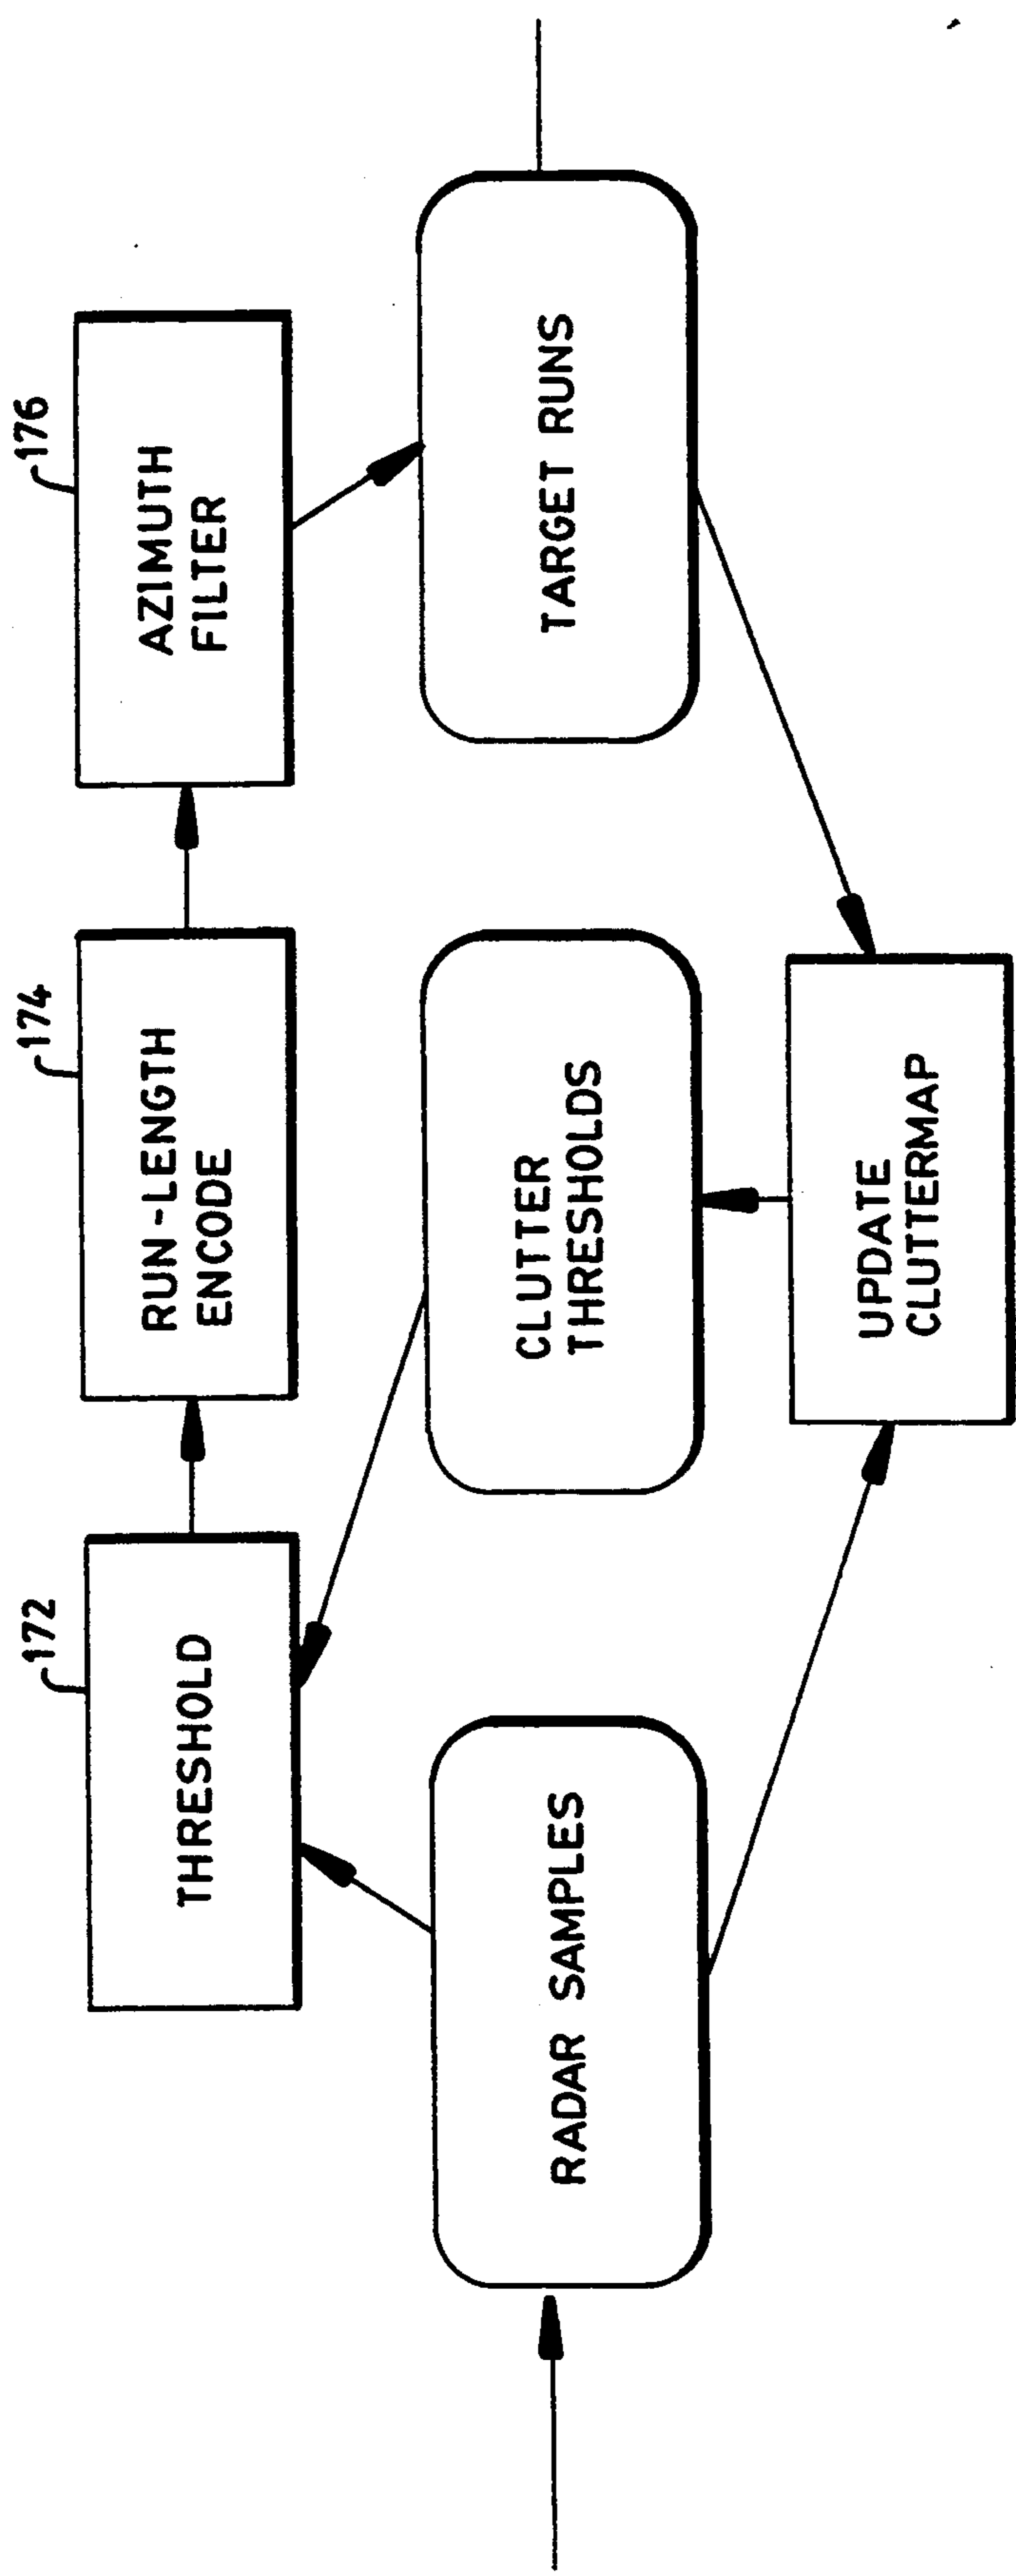 172
THRESHOLD
174
RUN-LENGTH
ENCODE
176
AZIMUTH
FILTER
RADAR SAMPLES
CLUTTER
THRESHOLDS
TARGET RUNS
UPDATE
CLUTTERMAP